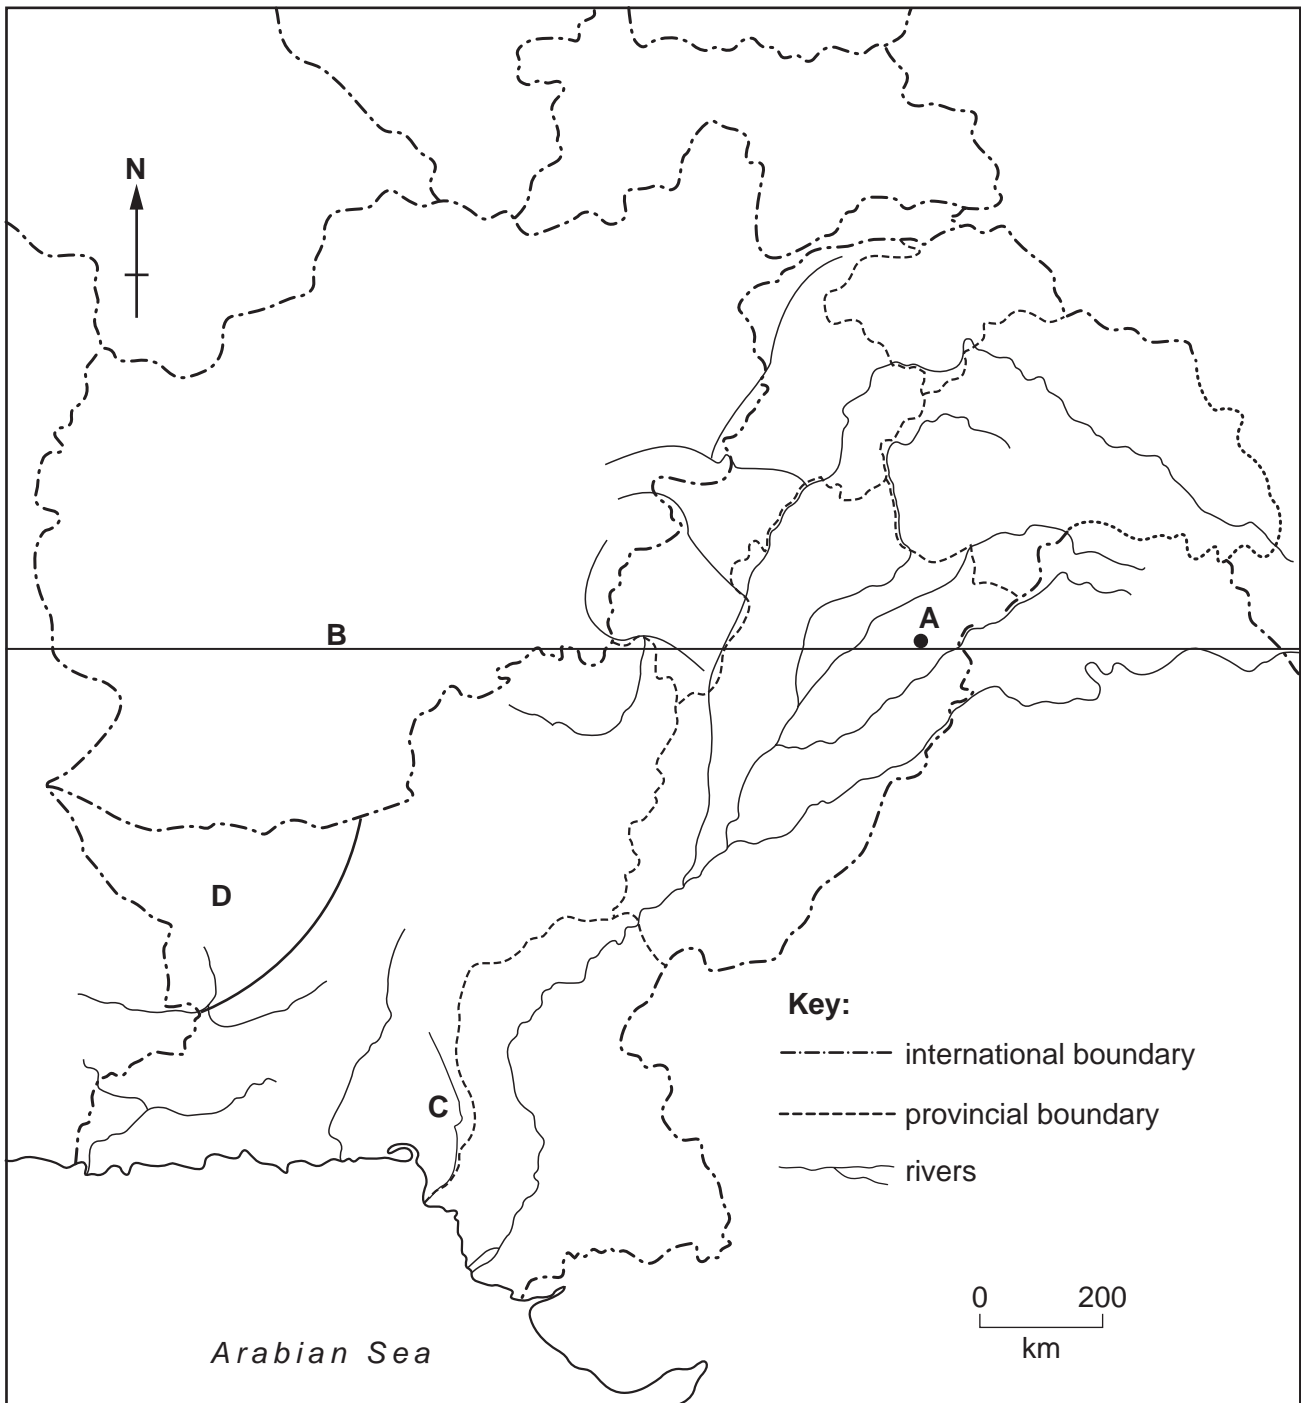 N
A
B
D
C
Key:
international boundary
provincial boundary
rivers
0 200
km
Arabian Sea